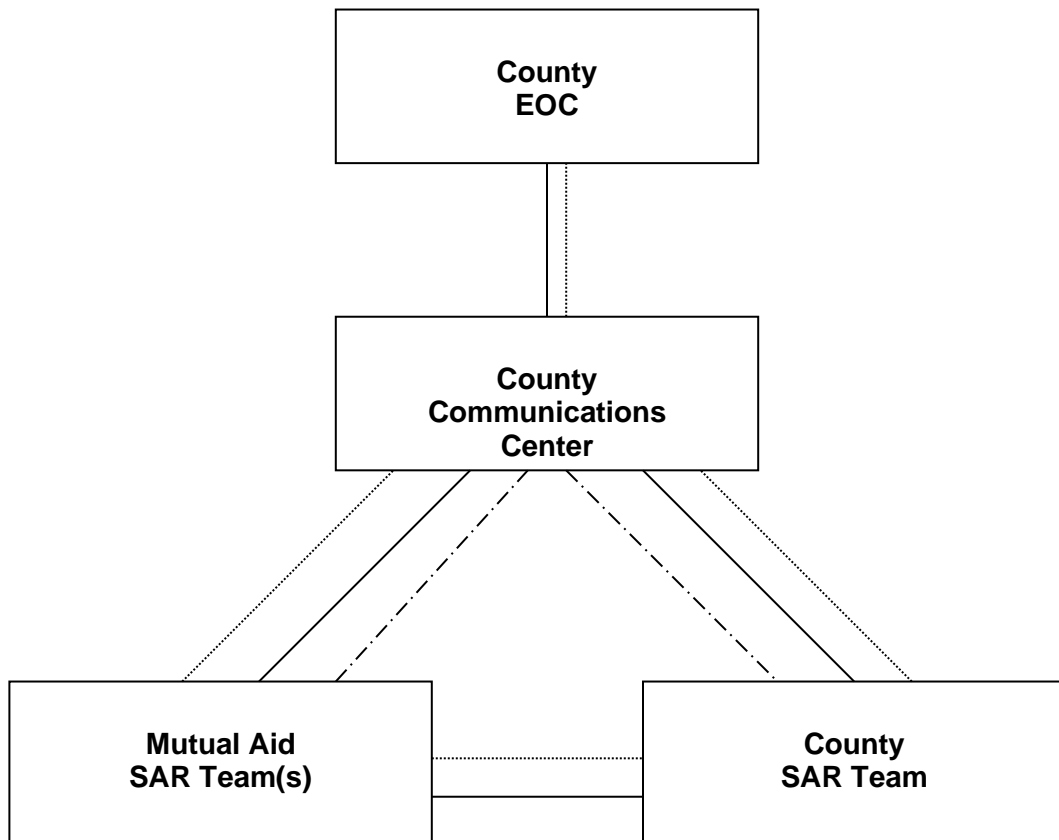 County
EOC
County
Communications
Center
Mutual Aid
SAR Team(s)
County
SAR Team